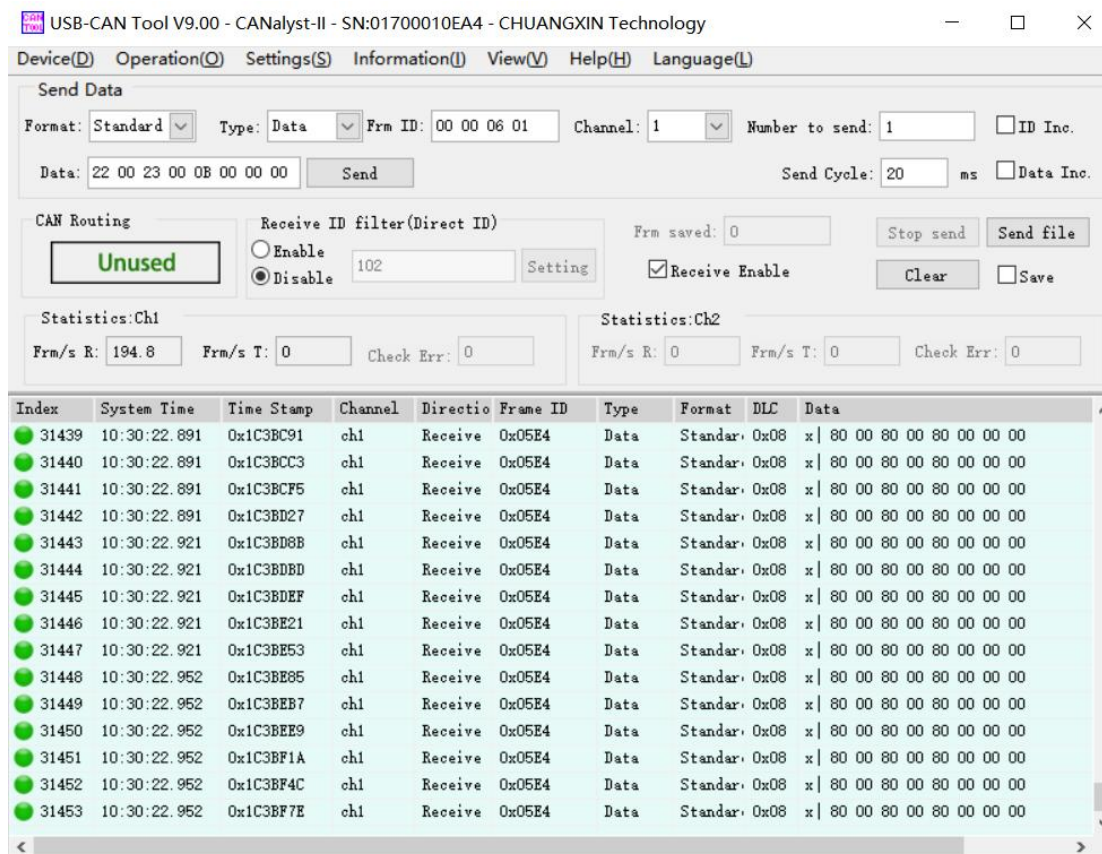 USB-CAN Tool V9.00 - CANalyst-II - SN:01700010EA4 - CHUANGXIN Technology
Device(D) Operation(O) Settings(S) Information(I) View(V) Help(H) Language(L)
Send Data
Format: Standard Type: Data Frm ID: 00 00 06 01 Channel: 1 Number to send: 1 ID Inc.
Data: 22 00 23 00 0B 00 00 00 Send Send Cycle: 20 ms Data Inc.
CAN Routing Receive ID filter(Direct ID)
Unused Enable Disable 102 Setting
Frm saved: 0 Stop send Send file
Receive Enable Clear Save
Statistics:Ch1 Statistics:Ch2
Frm/s R: 194.8 Frm/s T: 0 Check Err: 0 Frm/s R: 0 Frm/s T: 0 Check Err: 0
Index System Time Time Stamp Channel Directio Frame ID Type Format DLC Data
31439 10:30:22.891 0x1C3BC91 ch1 Receive 0x05E4 Data Standar 0x08 x| 80 00 80 00 80 00 00 00
31440 10:30:22.891 0x1C3BCC3 ch1 Receive 0x05E4 Data Standar 0x08 x| 80 00 80 00 80 00 00 00
31441 10:30:22.891 0x1C3BCF5 ch1 Receive 0x05E4 Data Standar 0x08 x| 80 00 80 00 80 00 00 00
31442 10:30:22.891 0x1C3BD27 ch1 Receive 0x05E4 Data Standar 0x08 x| 80 00 80 00 80 00 00 00
31443 10:30:22.921 0x1C3BD8B ch1 Receive 0x05E4 Data Standar 0x08 x| 80 00 80 00 80 00 00 00
31444 10:30:22.921 0x1C3BDBD ch1 Receive 0x05E4 Data Standar 0x08 x| 80 00 80 00 80 00 00 00
31445 10:30:22.921 0x1C3BDEF ch1 Receive 0x05E4 Data Standar 0x08 x| 80 00 80 00 80 00 00 00
31446 10:30:22.921 0x1C3BE21 ch1 Receive 0x05E4 Data Standar 0x08 x| 80 00 80 00 80 00 00 00
31447 10:30:22.921 0x1C3BE53 ch1 Receive 0x05E4 Data Standar 0x08 x| 80 00 80 00 80 00 00 00
31448 10:30:22.952 0x1C3BE85 ch1 Receive 0x05E4 Data Standar 0x08 x| 80 00 80 00 80 00 00 00
31449 10:30:22.952 0x1C3BEB7 ch1 Receive 0x05E4 Data Standar 0x08 x| 80 00 80 00 80 00 00 00
31450 10:30:22.952 0x1C3BEE9 ch1 Receive 0x05E4 Data Standar 0x08 x| 80 00 80 00 80 00 00 00
31451 10:30:22.952 0x1C3BF1A ch1 Receive 0x05E4 Data Standar 0x08 x| 80 00 80 00 80 00 00 00
31452 10:30:22.952 0x1C3BF4C ch1 Receive 0x05E4 Data Standar 0x08 x| 80 00 80 00 80 00 00 00
31453 10:30:22.952 0x1C3BF7E ch1 Receive 0x05E4 Data Standar 0x08 x| 80 00 80 00 80 00 00 00